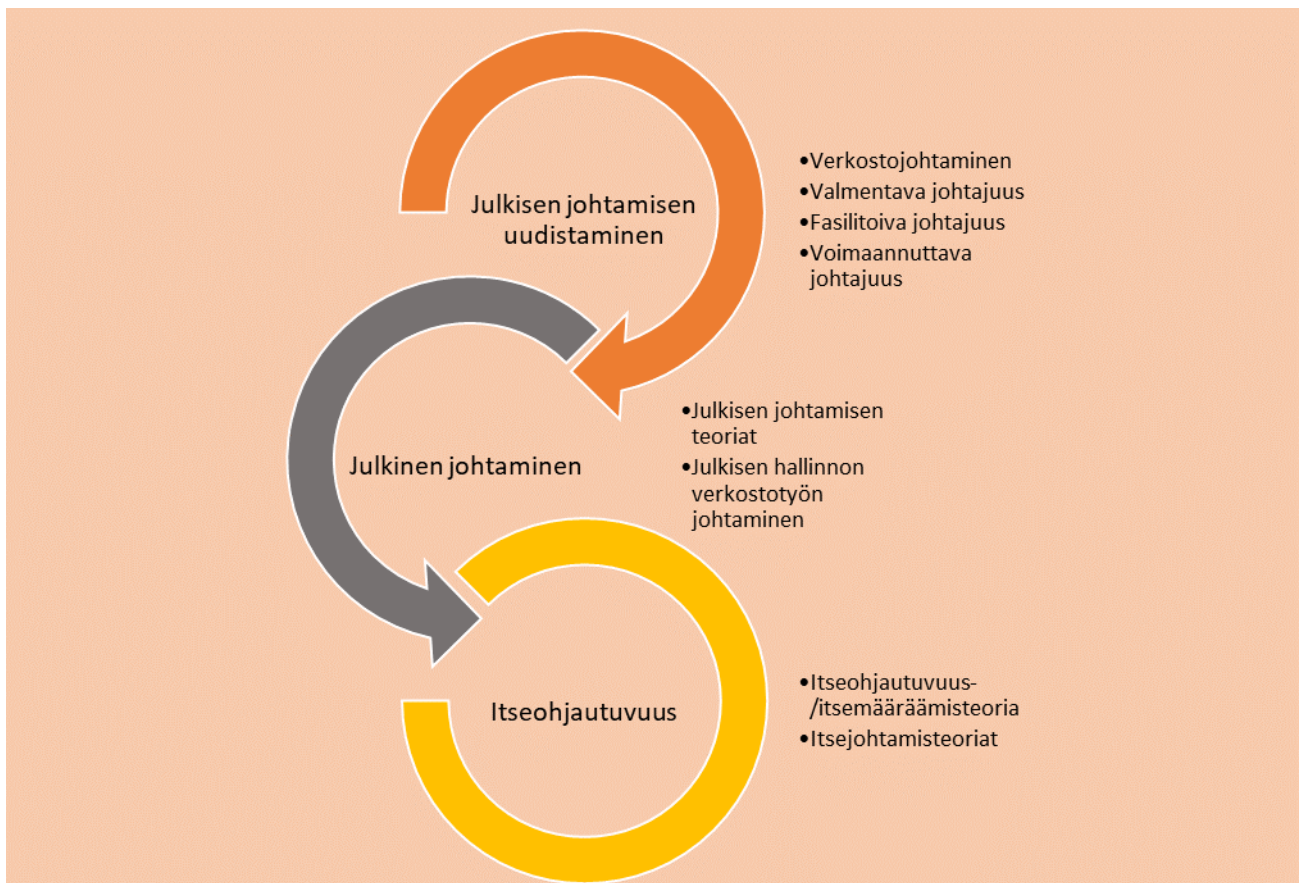 Julkisen johtamisen
uudistaminen
•Verkostojohtaminen
•Valmentava johtajuus
•Fasilitoiva johtajuus
•Voimaannuttava
johtajuus
Julkinen johtaminen
•Julkisen johtamisen
teoriat
•Julkisen hallinnon
verkostotyön
johtaminen
Itseohjautuvuus
•Itseohjautuvuus-
/itsemääräämisteoria
•Itsejohtamisteoriat